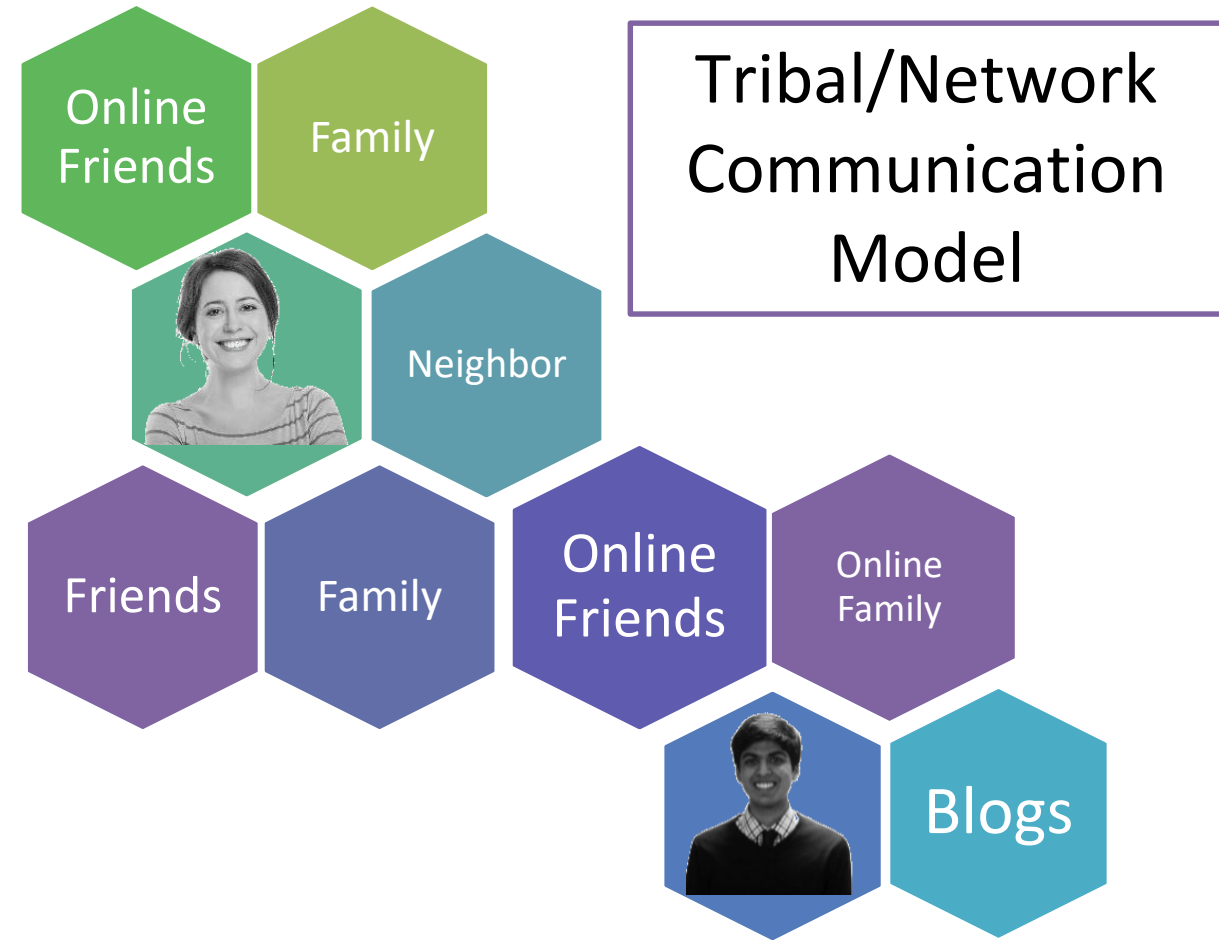 Online
Friends
Family
Tribal/Network
Communication
Model
Neighbor
Friends
Family
Online
Friends
Online
Family
Blogs